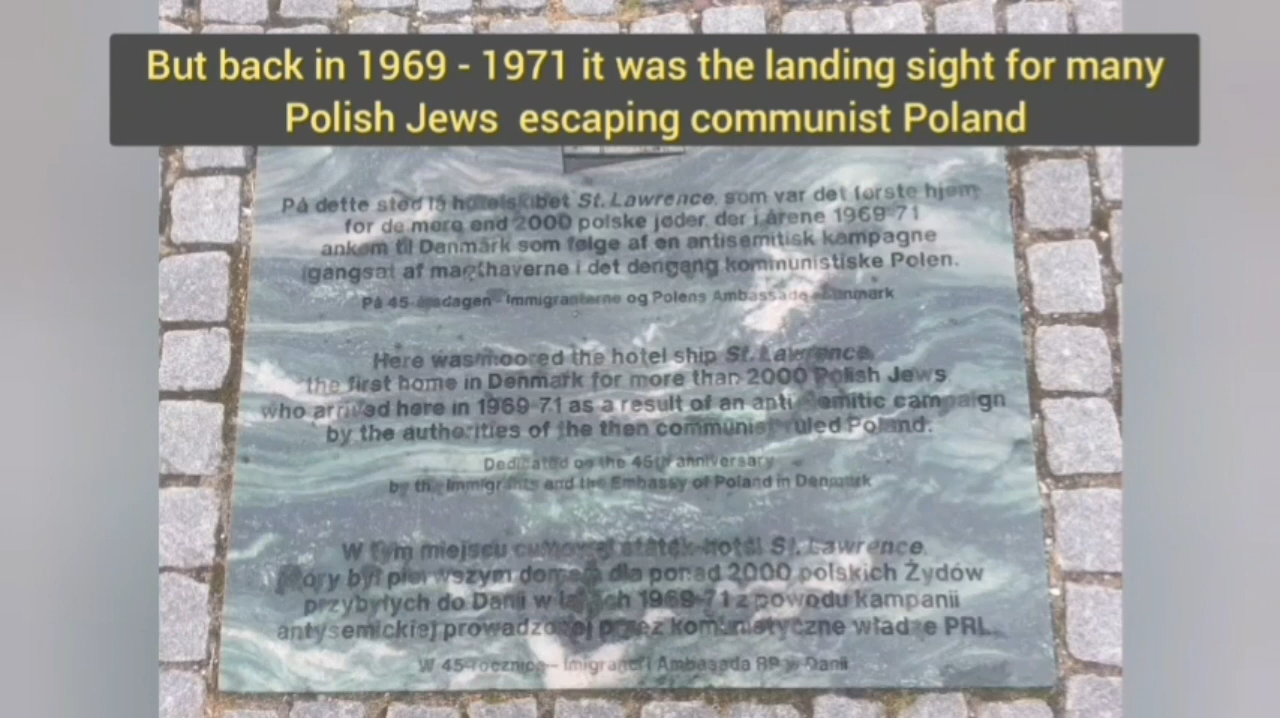 But back in 1969 - 1971 it was the landing sight for many
Polish Jews escaping communist Poland
På dette sted lå hotelskibet St. Lawrence, som var det første hjem
for de mere end 2000 polske jøder, der i årene 1969-71
ankom til Danmark som følge af en antisemitisk kampagne
igangsat af magthaverne i det dengang kommunistiske Polen.
På 45-årsdagen - Immigranterne og Polens Ambassade i Danmark
Here was moored the hotel ship St. Lawrence,
the first home in Denmark for more than 2000 Polish Jews
who arrived here in 1969-71 as a result of an anti-Semitic campaign
by the authorities of the then communist ruled Poland.
Dedicated on the 45th anniversary
by the Immigrants and the Embassy of Poland in Denmark
W tym miejscu cumował statek-hotel St. Lawrence,
który był pierwszym domem dla ponad 2000 polskich Żydów
przybyłych do Danii w latach 1969-71 z powodu kampanii
antysemickiej prowadzonej przez komunistyczne władze PRL.
W 45 rocznicę - Imigranci i Ambasada RP w Danii